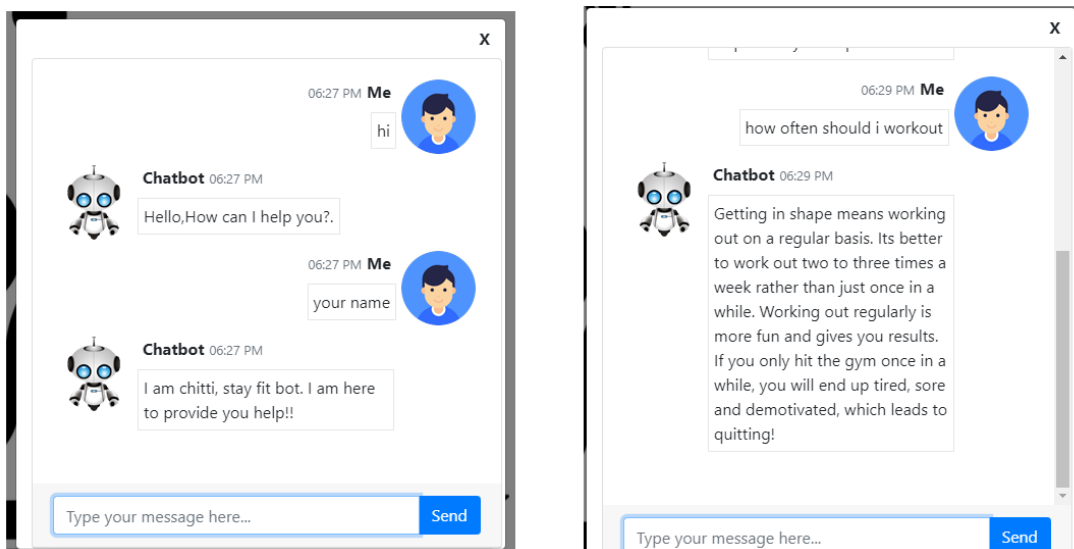 X
06:27 PM Me
hi
Chatbot 06:27 PM
Hello,How can I help you?.
06:27 PM Me
your name
Chatbot 06:27 PM
I am chitti, stay fit bot. I am here
to provide you help!!
Type your message here...
Send
X
06:29 PM Me
how often should i workout
Chatbot 06:29 PM
Getting in shape means working
out on a regular basis. Its better
to work out two to three times a
week rather than just once in a
while. Working out regularly is
more fun and gives you results.
If you only hit the gym once in a
while, you will end up tired, sore
and demotivated, which leads to
quitting!
Type your message here...
Send